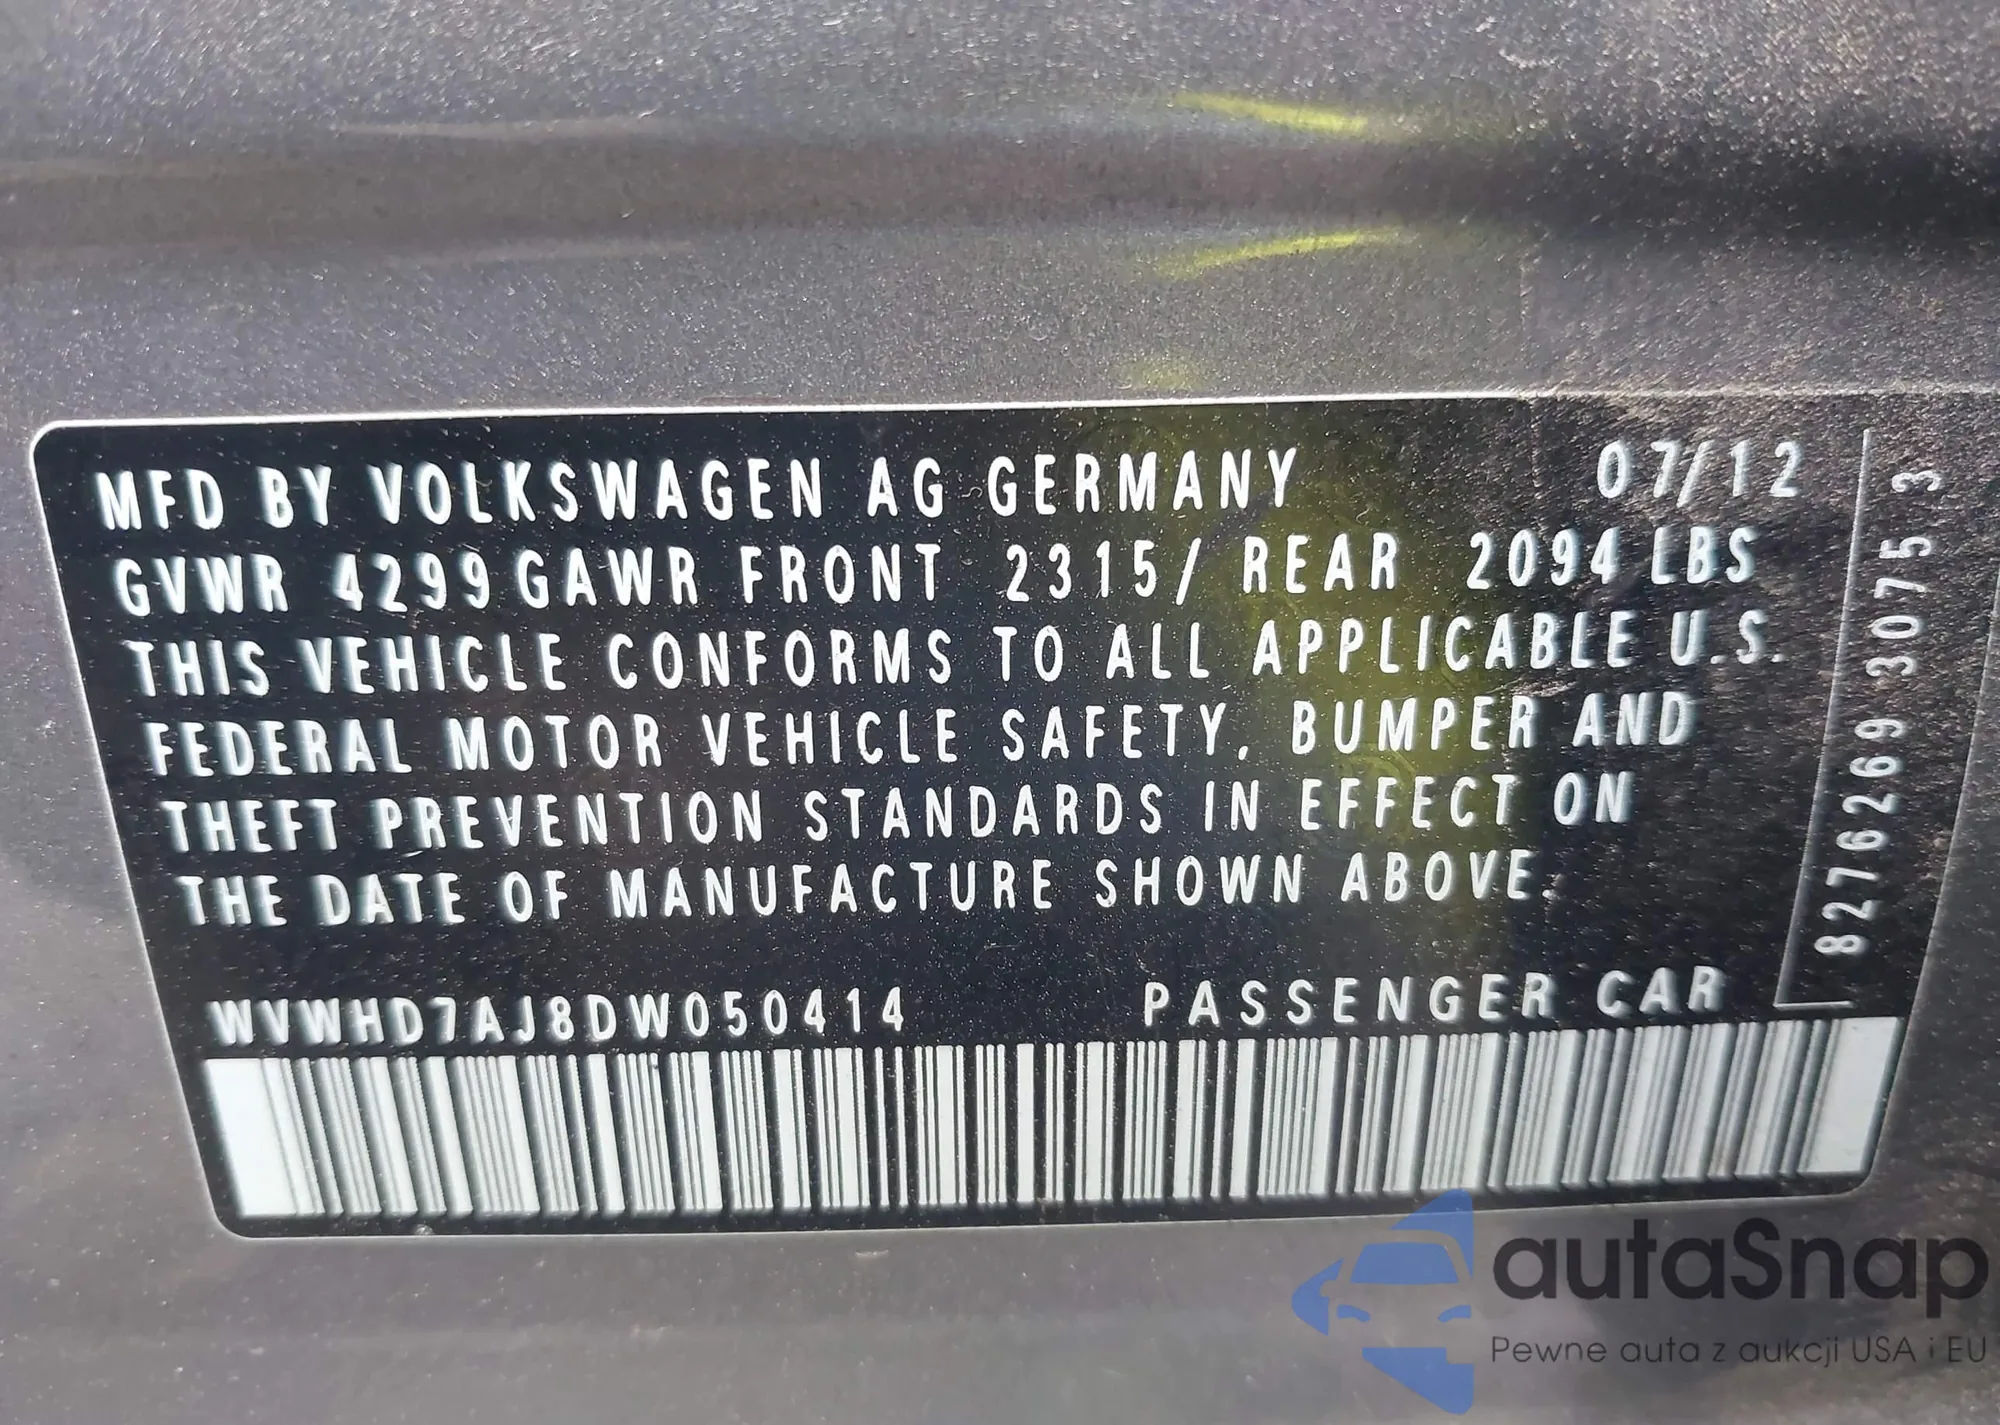 MFD BY VOLKSWAGEN AG GERMANY 07/12
GVWR 4299 GAWR FRONT 2315/ REAR 2094 LBS
THIS VEHICLE CONFORMS TO ALL APPLICABLE U.S.
FEDERAL MOTOR VEHICLE SAFETY, BUMPER AND
THEFT PREVENTION STANDARDS IN EFFECT ON
THE DATE OF MANUFACTURE SHOWN ABOVE.
WVWHD7AJ8DW050414 PASSENGER CAR
8276269 3075 3
autaSnap
Pewne auta z aukcji USA i EU